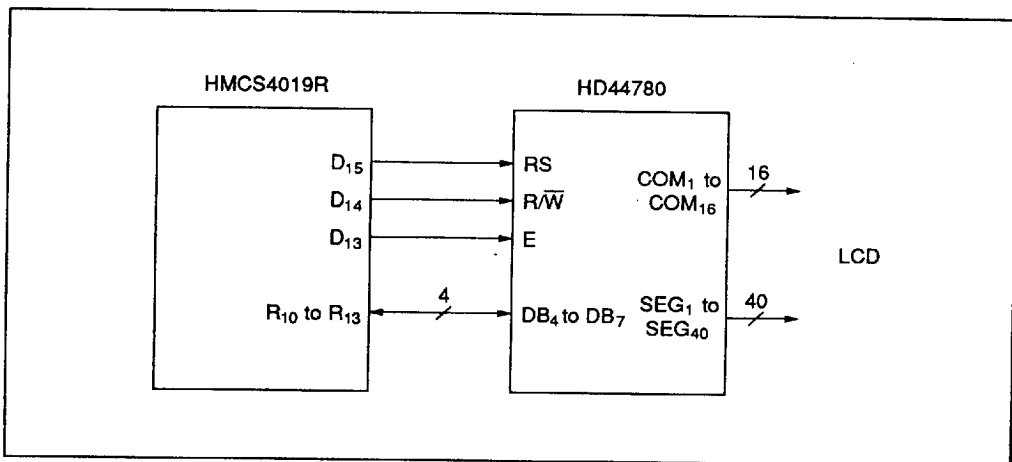 HMCS4019R
HD44780
D15
RS
D14
R/W̅
D13
E
COM1 to
COM16
16
LCD
R10 to R13
4
DB4 to DB7
SEG1 to
SEG40
40